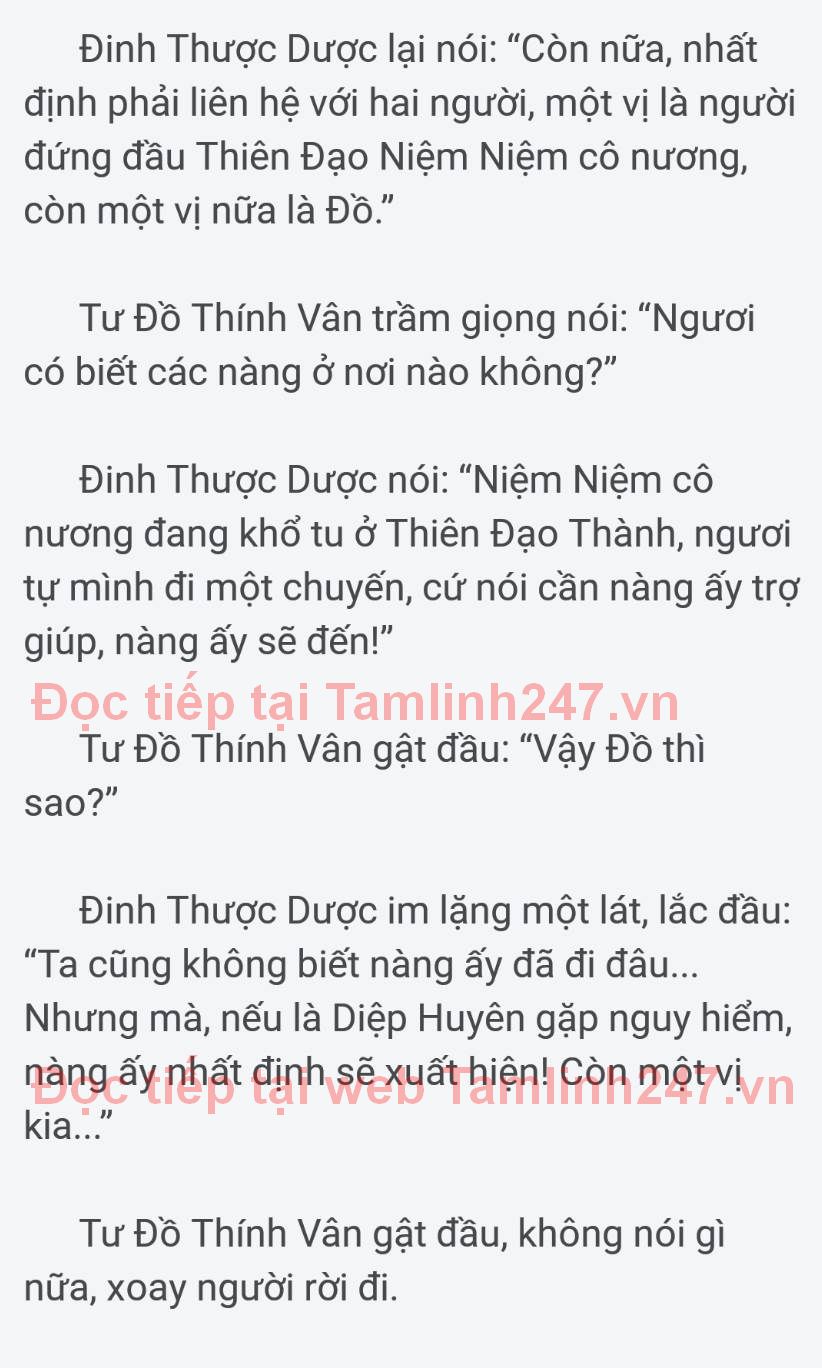 Đinh Thược Dược lại nói: “Còn nữa, nhất
định phải liên hệ với hai người, một vị là người
đứng đầu Thiên Đạo Niệm Niệm cô nương,
còn một vị nữa là Đồ.”
Tư Đồ Thính Vân trầm giọng nói: “Ngươi
có biết các nàng ở nơi nào không?”
Đinh Thược Dược nói: “Niệm Niệm cô
nương đang khổ tu ở Thiên Đạo Thành, ngươi
tự mình đi một chuyến, cứ nói cần nàng ấy trợ
giúp, nàng ấy sẽ đến!”
Đọc tiếp tại Tamlinh247.vn
Tư Đồ Thính Vân gật đầu: “Vậy Đồ thì
sao?”
Đinh Thược Dược im lặng một lát, lắc đầu:
“Ta cũng không biết nàng ấy đã đi đâu...
Nhưng mà, nếu là Diệp Huyên gặp nguy hiểm,
nàng ấy nhất định sẽ xuất hiện! Còn một vị
Đọc tiếp tại web Tamlinh247.vn
kia...”
Tư Đồ Thính Vân gật đầu, không nói gì
nữa, xoay người rời đi.